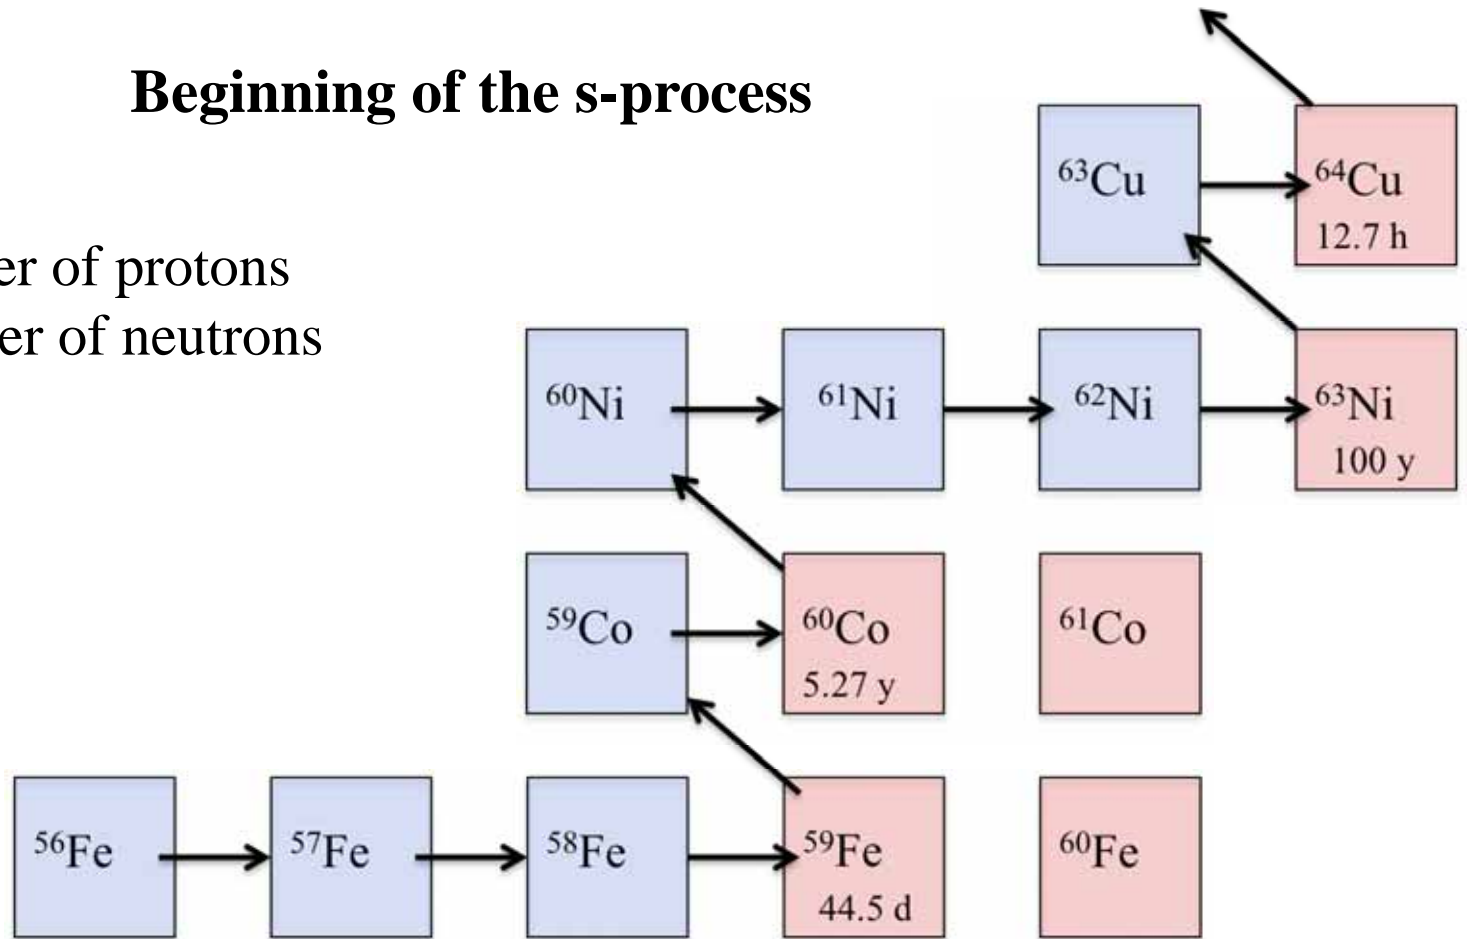 Beginning of the s-process
er of protons
er of neutrons
⁶³Cu
⁶⁴Cu
12.7 h
⁶⁰Ni
⁶¹Ni
⁶²Ni
⁶³Ni
100 y
⁵⁹Co
⁶⁰Co
5.27 y
⁶¹Co
⁵⁶Fe
⁵⁷Fe
⁵⁸Fe
⁵⁹Fe
44.5 d
⁶⁰Fe